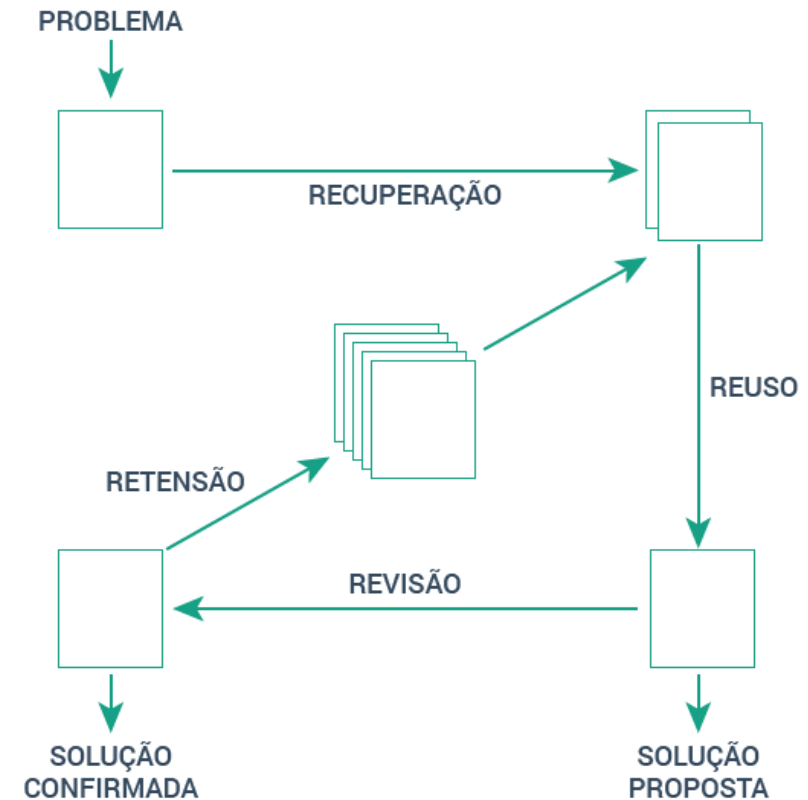 PROBLEMA
RECUPERAÇÃO
REUSO
RETENSÃO
REVISÃO
SOLUÇÃO
CONFIRMADA
SOLUÇÃO
PROPOSTA